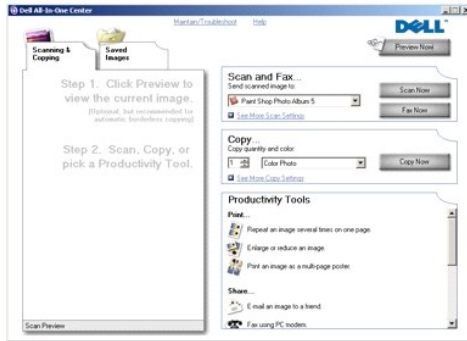 Dell All-In-One Center
Maintain/Troubleshoot Help
DELL
Preview Now
Scanning &
Copying
Saved
Images
Step 1. Click Preview to
view the current image.
(Optional, but recommended for
automatic borderless copying)
Step 2. Scan, Copy, or
pick a Productivity Tool.
Scan Preview
Scan and Fax...
Send scanned image to:
Paint Shop Photo Album 5
Scan Now
See More Scan Settings
Fax Now
Copy...
Copy quantity and color.
1 Color Photo
Copy Now
See More Copy Settings
Productivity Tools
Print...
Repeat an image several times on one page.
Enlarge or reduce an image.
Print an image as a multi-page poster.
Share...
E-mail an image to a friend.
Fax using PC modem.